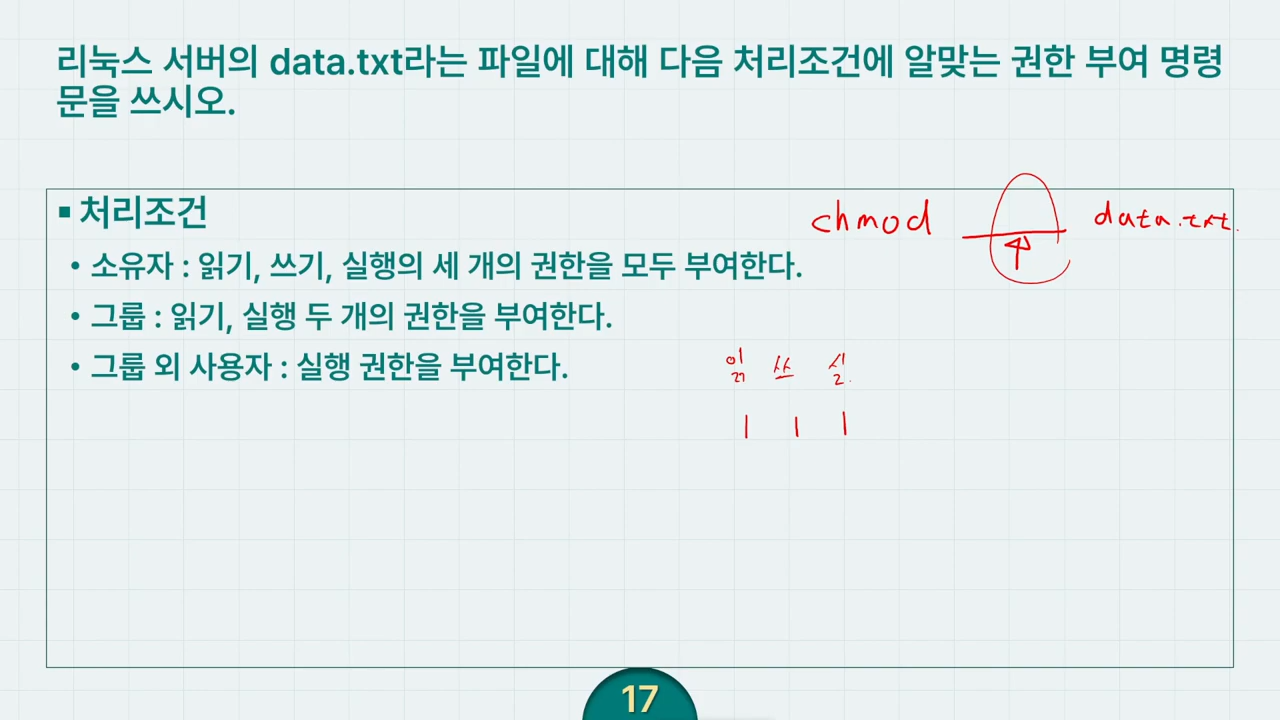 리눅스 서버의 data.txt라는 파일에 대해 다음 처리조건에 알맞는 권한 부여 명령
문을 쓰시오.
▪ 처리조건
chmod ___ data.txt.
• 소유자 : 읽기, 쓰기, 실행의 세 개의 권한을 모두 부여한다.
• 그룹 : 읽기, 실행 두 개의 권한을 부여한다.
• 그룹 외 사용자 : 실행 권한을 부여한다.
읽 쓰 실
1 1 1
17